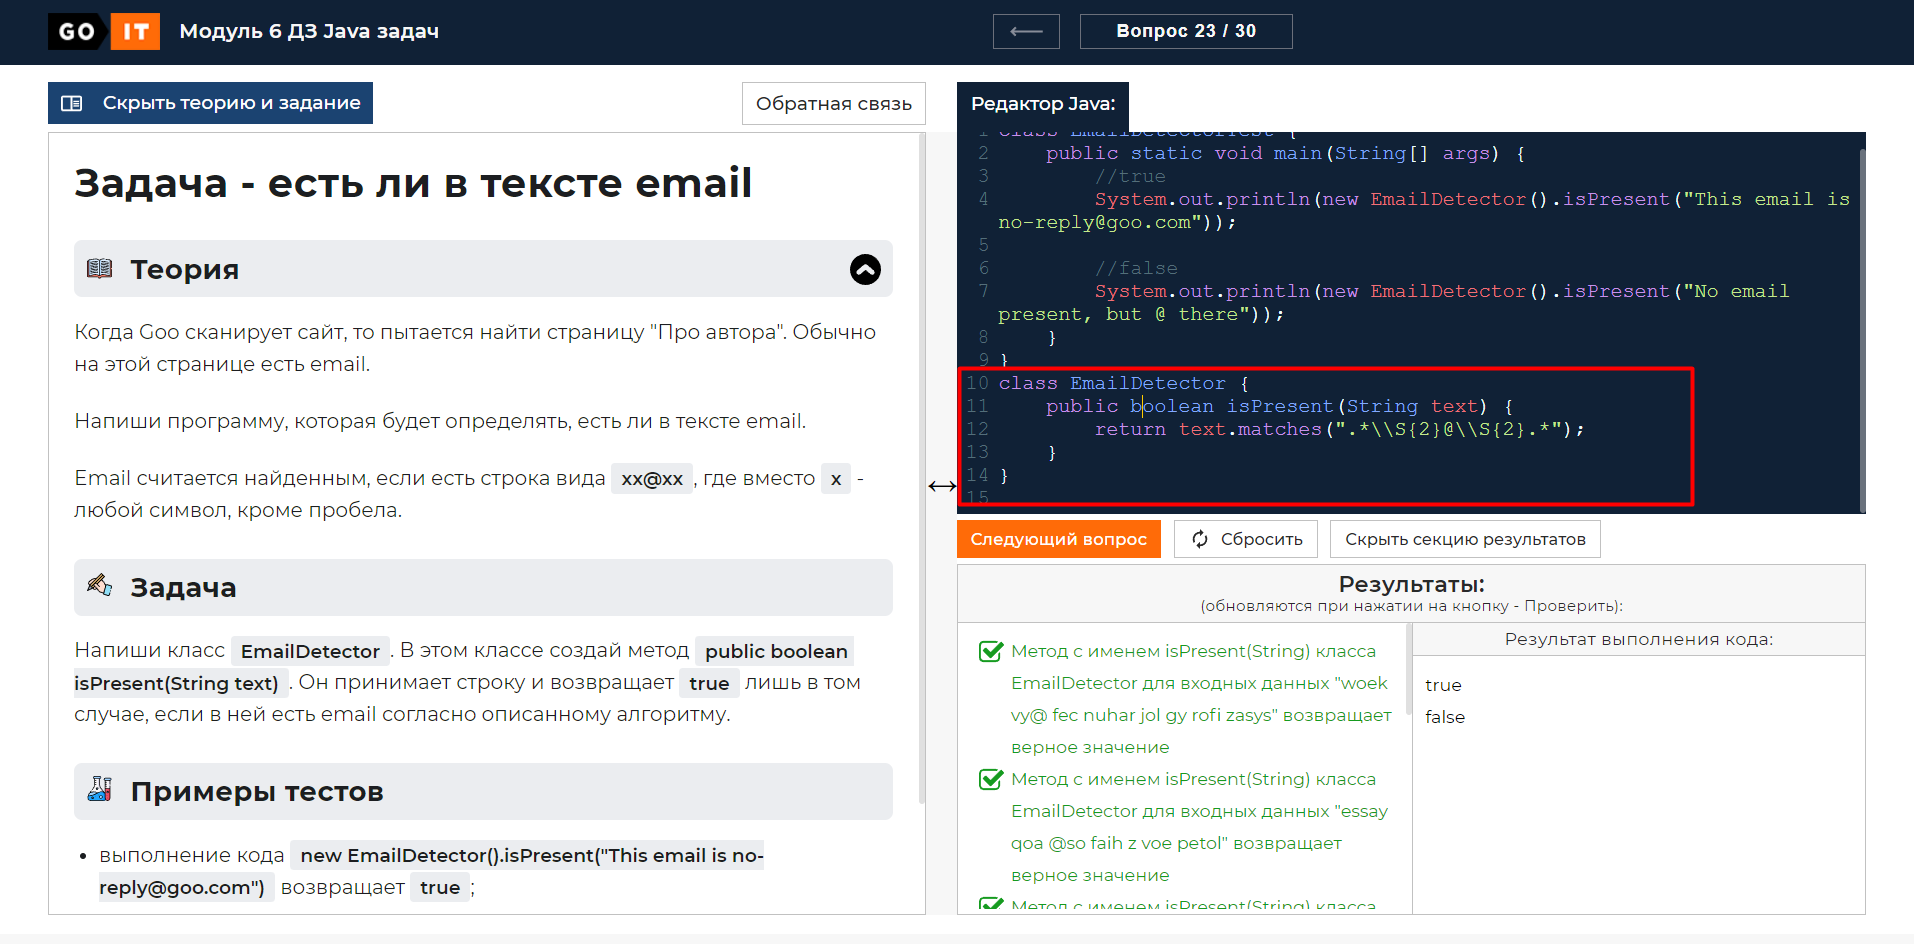 GO IT Модуль 6 ДЗ Java задач
Вопрос 23 / 30
Скрыть теорию и задание
Обратная связь
Задача - есть ли в тексте email
Теория
Когда Goo сканирует сайт, то пытается найти страницу "Про автора". Обычно
на этой странице есть email.
Напиши программу, которая будет определять, есть ли в тексте email.
Email считается найденным, если есть строка вида xx@xx, где вместо x -
любой символ, кроме пробела.
Задача
Напиши класс EmailDetector. В этом классе создай метод public boolean
isPresent(String text). Он принимает строку и возвращает true лишь в том
случае, если в ней есть email согласно описанному алгоритму.
Примеры тестов
• выполнение кода new EmailDetector().isPresent("This email is no-
reply@goo.com") возвращает true;
Редактор Java:
1 class EmailDetectorTest {
2 public static void main(String[] args) {
3 //true
4 System.out.println(new EmailDetector().isPresent("This email is
no-reply@goo.com"));
5
6 //false
7 System.out.println(new EmailDetector().isPresent("No email
present, but @ there"));
8 }
9 }
10 class EmailDetector {
11 public boolean isPresent(String text) {
12 return text.matches(".*\\S{2}@\\S{2}.*");
13 }
14 }
15
Следующий вопрос
Сбросить
Скрыть секцию результатов
Результаты:
(обновляются при нажатии на кнопку - Проверить):
Метод с именем isPresent(String) класса
EmailDetector для входных данных "woek
vy@ fec nuhar jol gy rofi zasys" возвращает
верное значение
Метод с именем isPresent(String) класса
EmailDetector для входных данных "essay
qoa @so faih z voe petol" возвращает
верное значение
Метод с именем isPresent(String) класса
Результат выполнения кода:
true
false